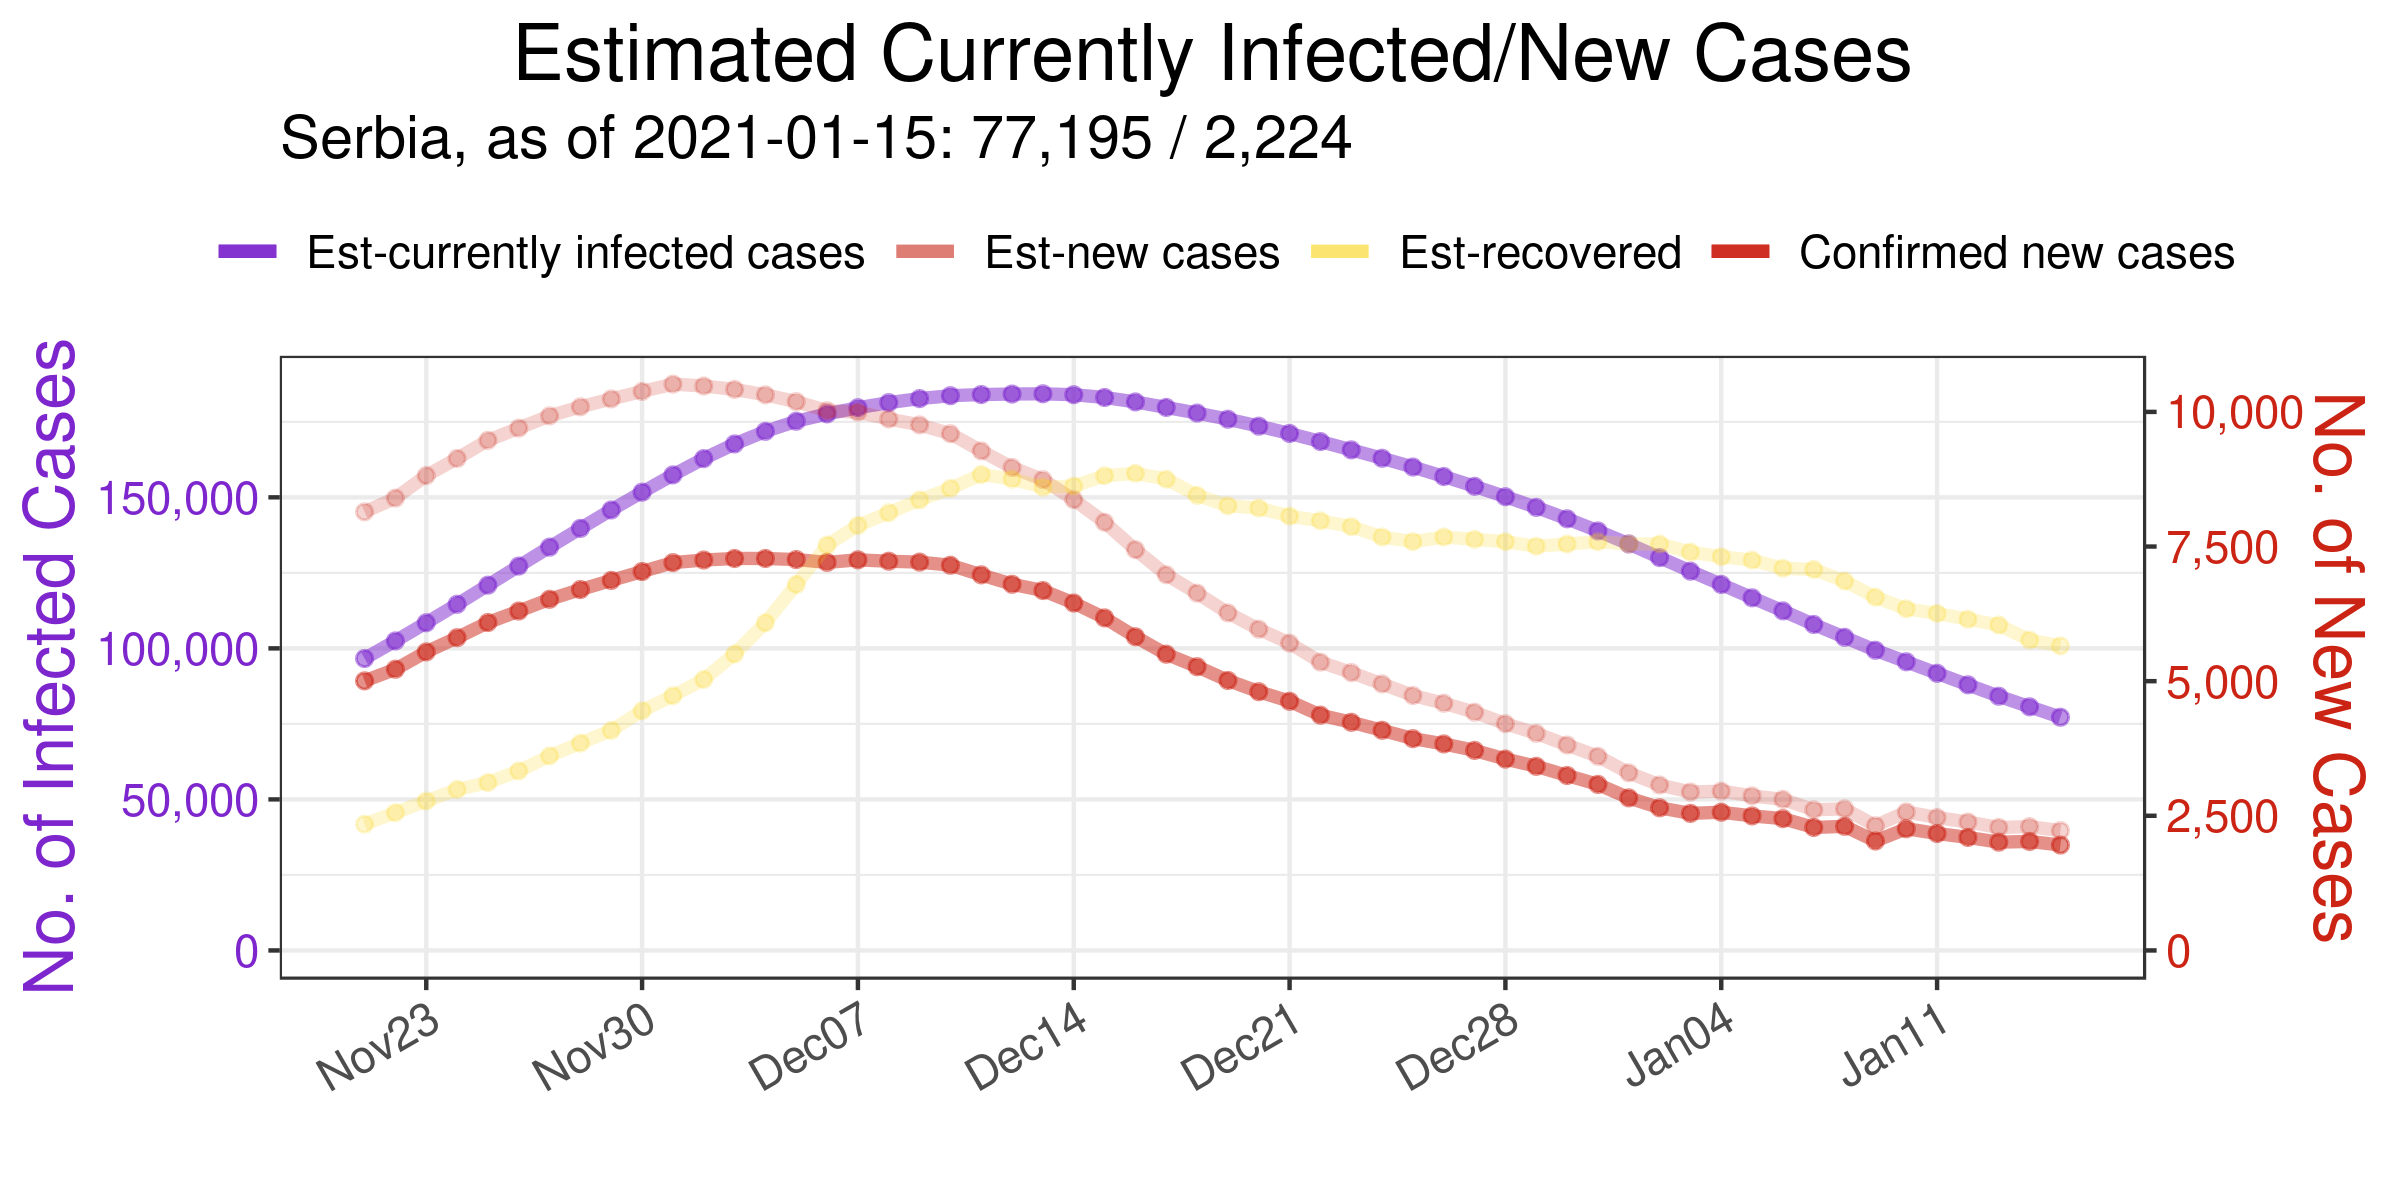 Estimated Currently Infected/New Cases
Serbia, as of 2021-01-15: 77,195 / 2,224
Est-currently infected cases Est-new cases Est-recovered Confirmed new cases
No. of Infected Cases
150,000
100,000
50,000
0
10,000
7,500
5,000
2,500
0
No. of New Cases
Nov23 Nov30 Dec07 Dec14 Dec21 Dec28 Jan04 Jan11